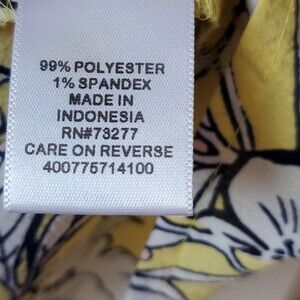 99% POLYESTER
1% SPANDEX
MADE IN
INDONESIA
RN#73277
CARE ON REVERSE
400775714100